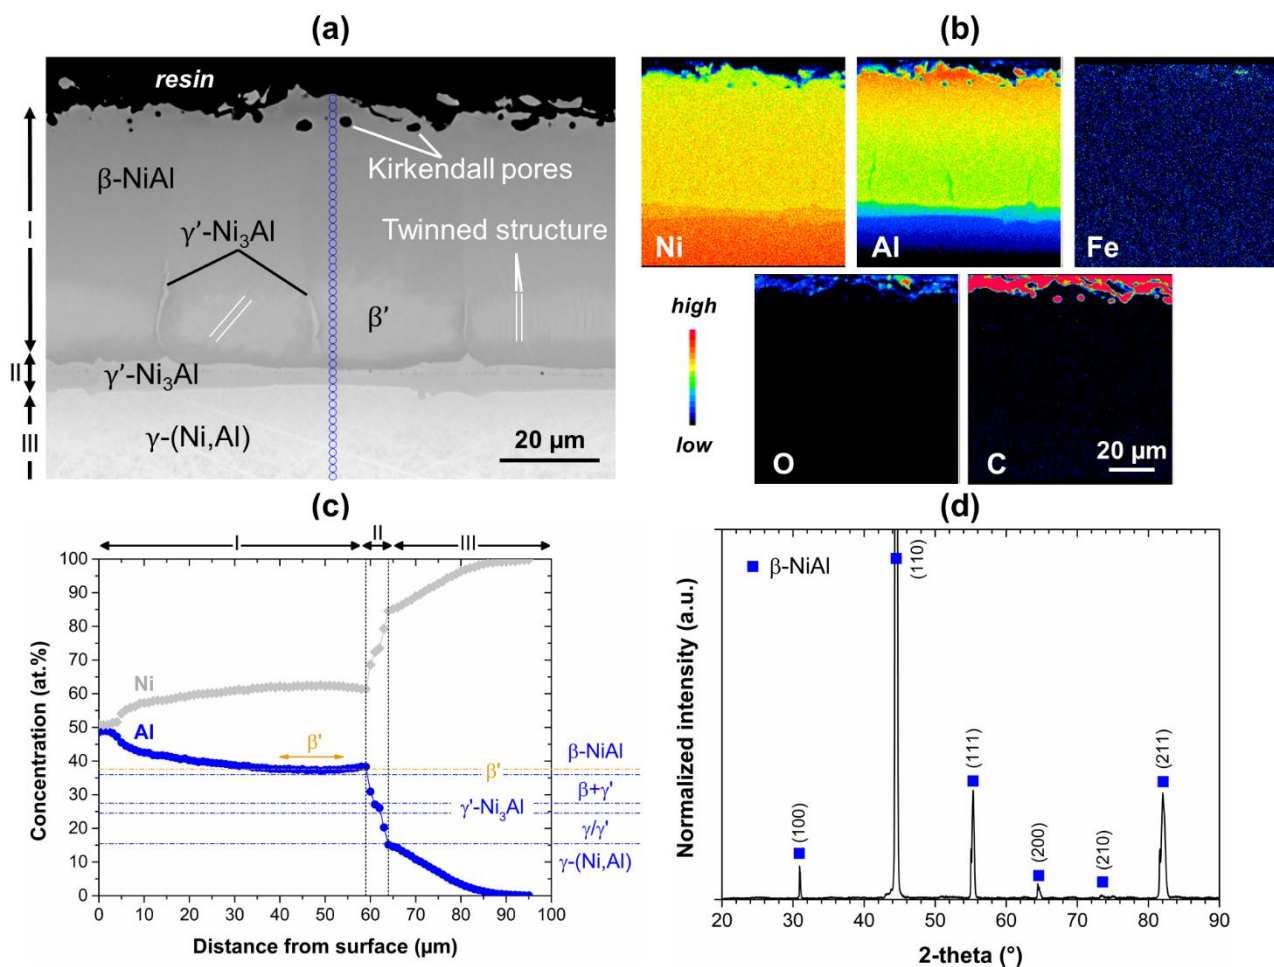 (a)
resin
Kirkendall pores
β-NiAl
γ’-Ni₃Al
Twinned structure
β’
γ’-Ni₃Al
γ-(Ni,Al)
20 µm
I
II
III
(b)
Ni
Al
Fe
high
low
O
C
20 µm
(c)
I
II
III
Concentration (at.%)
100
90
80
70
60
50
40
30
20
10
0
Ni
Al
β'
β-NiAl
β'
β+γ'
γ'-Ni₃Al
γ/γ'
γ-(Ni,Al)
0 10 20 30 40 50 60 70 80 90 100
Distance from surface (µm)
(d)
Normalized intensity (a.u.)
β-NiAl
(100)
(110)
(111)
(200)
(210)
(211)
20 30 40 50 60 70 80 90
2-theta (°)